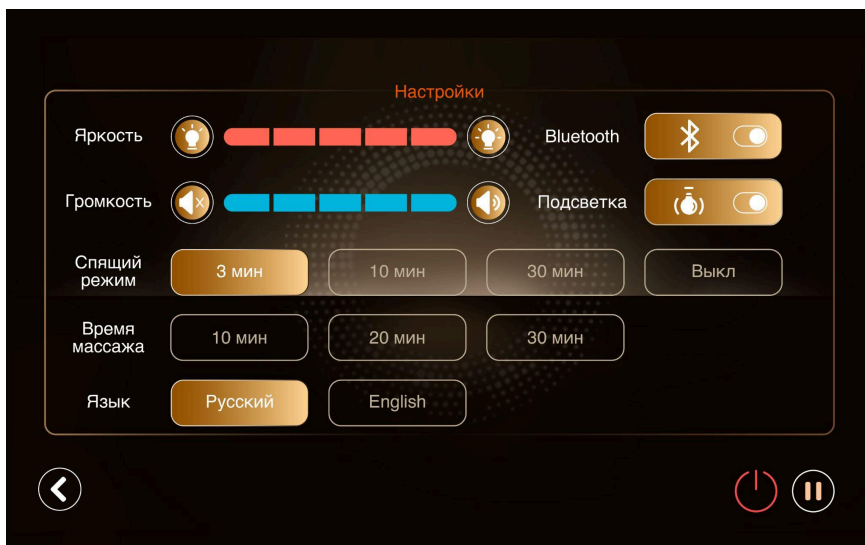 Настройки
Яркость
Bluetooth
Громкость
Подсветка
Спящий
режим
3 мин
10 мин
30 мин
Выкл
Время
массажа
10 мин
20 мин
30 мин
Язык
Русский
English